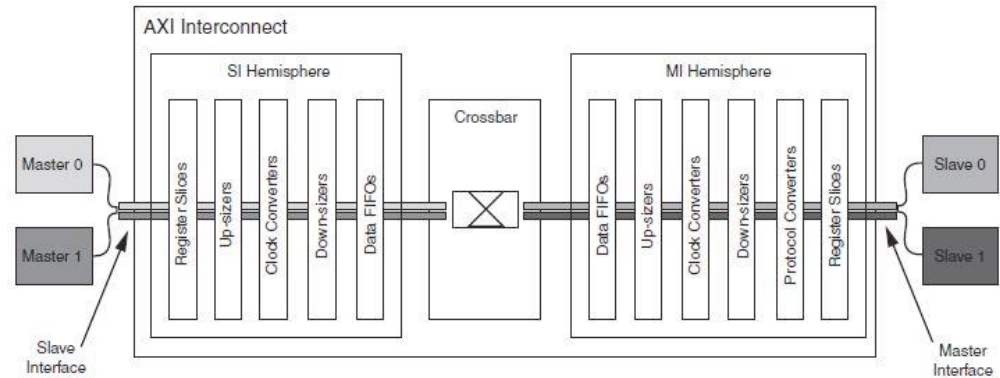 AXI Interconnect
SI Hemisphere
MI Hemisphere
Crossbar
Master 0
Master 1
Register Slices
Up-sizers
Clock Converters
Down-sizers
Data FIFOs
Data FIFOs
Up-sizers
Clock Converters
Down-sizers
Protocol Converters
Register Slices
Slave 0
Slave 1
Slave
Interface
Master
Interface